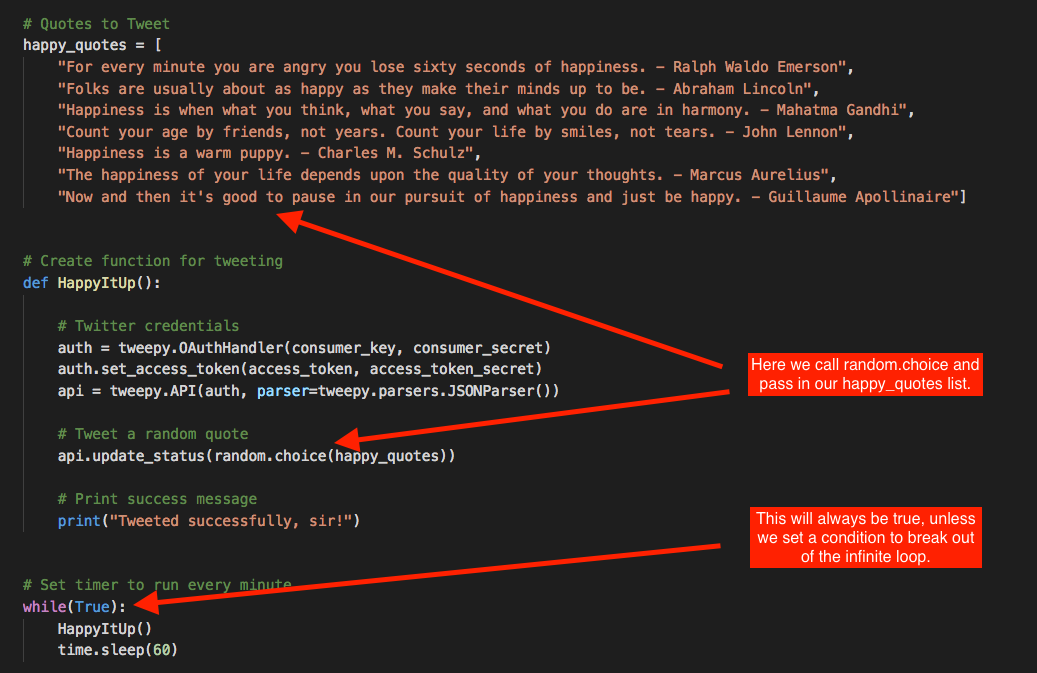 # Quotes to Tweet
happy_quotes = [
"For every minute you are angry you lose sixty seconds of happiness. – Ralph Waldo Emerson",
"Folks are usually about as happy as they make their minds up to be. – Abraham Lincoln",
"Happiness is when what you think, what you say, and what you do are in harmony. – Mahatma Gandhi",
"Count your age by friends, not years. Count your life by smiles, not tears. – John Lennon",
"Happiness is a warm puppy. – Charles M. Schulz",
"The happiness of your life depends upon the quality of your thoughts. – Marcus Aurelius",
"Now and then it's good to pause in our pursuit of happiness and just be happy. – Guillaume Apollinaire"]
# Create function for tweeting
def HappyItUp():
# Twitter credentials
auth = tweepy.OAuthHandler(consumer_key, consumer_secret)
auth.set_access_token(access_token, access_token_secret)
api = tweepy.API(auth, parser=tweepy.parsers.JSONParser())
Here we call random.choice and
pass in our happy_quotes list.
# Tweet a random quote
api.update_status(random.choice(happy_quotes))
# Print success message
print("Tweeted successfully, sir!")
This will always be true, unless
we set a condition to break out
of the infinite loop.
# Set timer to run every minute
while(True):
HappyItUp()
time.sleep(60)